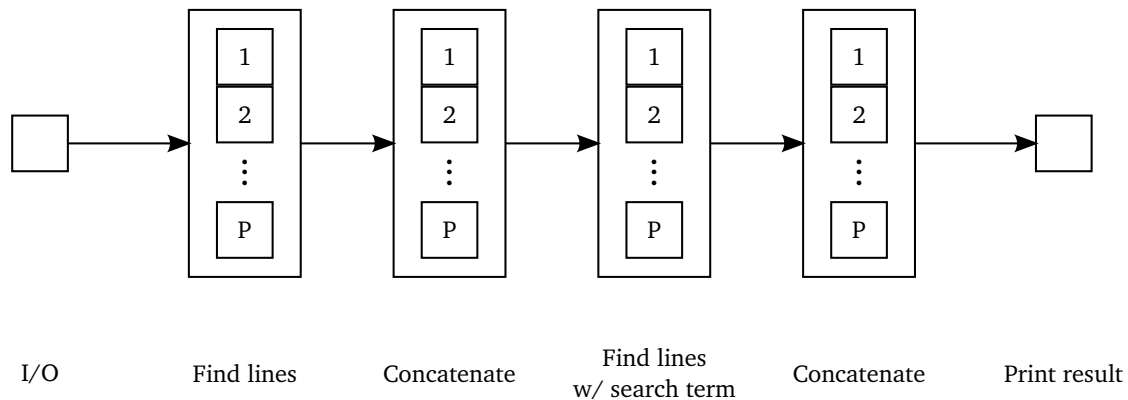 1
2
⋮
P
1
2
⋮
P
1
2
⋮
P
1
2
⋮
P
I/O
Find lines
Concatenate
Find lines
w/ search term
Concatenate
Print result